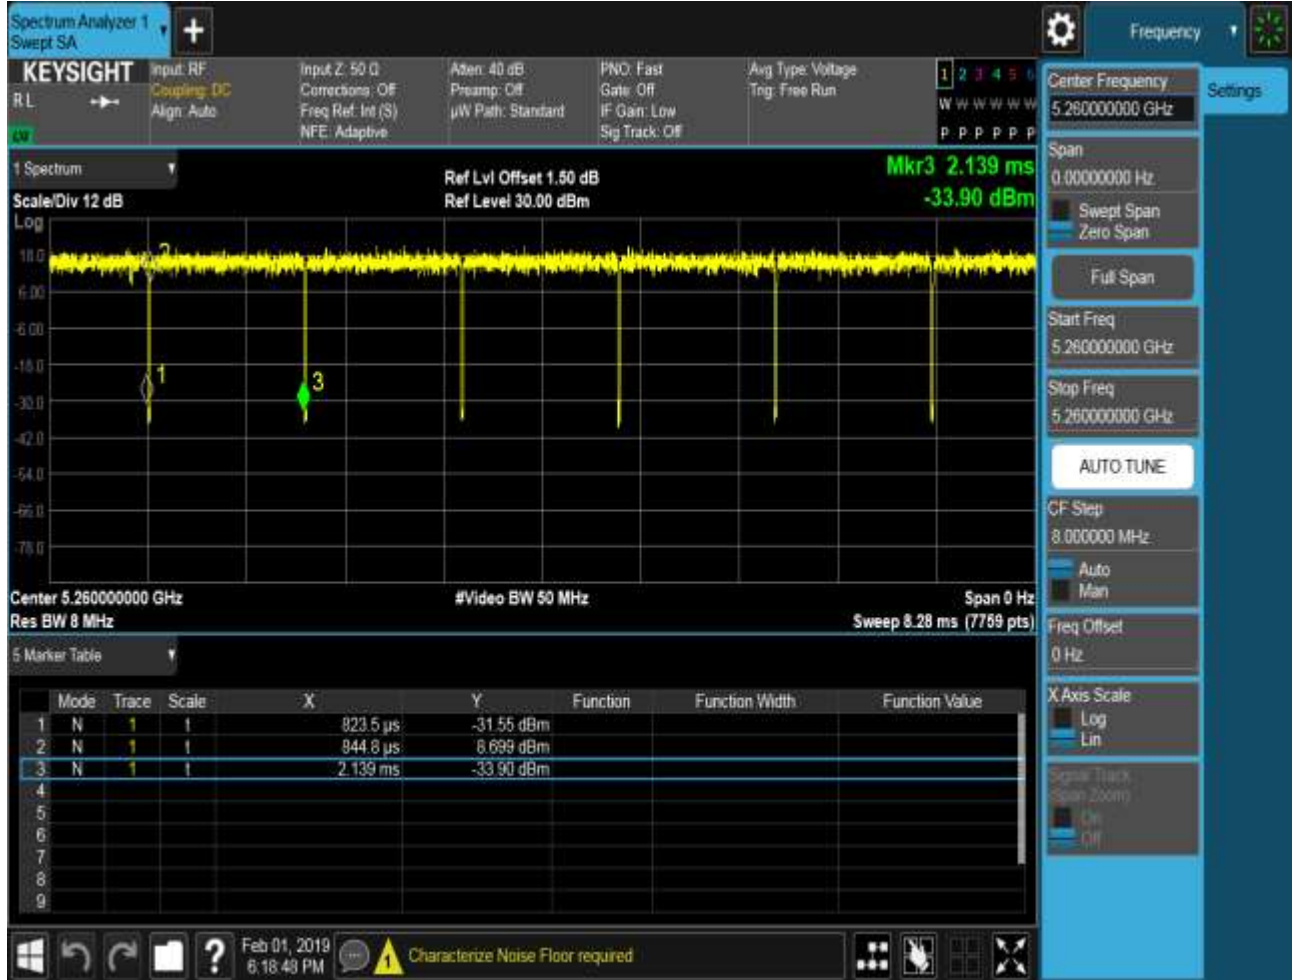 Spectrum Analyzer 1
Swept SA
+
Frequency
KEYSIGHT
Input: RF
Input Z: 50 Ω
Atten: 40 dB
PNO: Fast
Avg Type: Voltage
1 2 3 4 5 6
RL
Coupling: DC
Corrections: Off
Preamp: Off
Gate: Off
Trig: Free Run
W W W W W W
Align: Auto
Freq Ref: Int (S)
µW Path: Standard
IF Gain: Low
NFE: Adaptive
Sig Track: Off
P P P P P P
1 Spectrum
Ref Lvl Offset 1.50 dB
Mkr3 2.139 ms
Scale/Div 12 dB
Ref Level 30.00 dBm
-33.90 dBm
Log
18.0
6.00
-6.00
-18.0
-30.0
-42.0
-54.0
-66.0
-78.0
2
1
3
Center 5.260000000 GHz
#Video BW 50 MHz
Span 0 Hz
Res BW 8 MHz
Sweep 8.28 ms (7759 pts)
5 Marker Table
Mode Trace Scale X Y Function Function Width Function Value
1 N 1 t 823.5 µs -31.55 dBm
2 N 1 t 844.8 µs 8.699 dBm
3 N 1 t 2.139 ms -33.90 dBm
4
5
6
7
8
9
Center Frequency
5.260000000 GHz
Settings
Span
0.00000000 Hz
Swept Span
Zero Span
Full Span
Start Freq
5.260000000 GHz
Stop Freq
5.260000000 GHz
AUTO TUNE
CF Step
8.000000 MHz
Auto
Man
Freq Offset
0 Hz
X Axis Scale
Log
Lin
Signal Track
(Span Zoom)
On
Off
?
Feb 01, 2019
6:18:48 PM
1
Characterize Noise Floor required